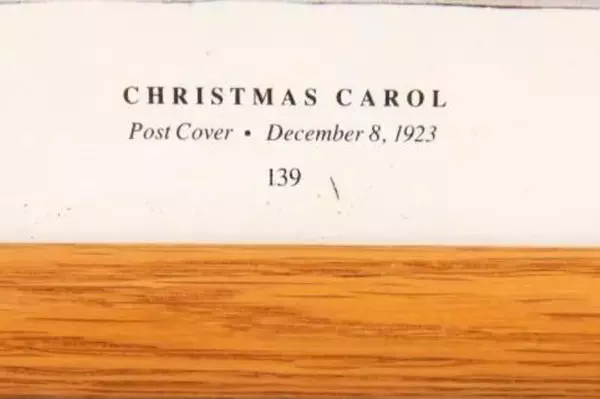 CHRISTMAS CAROL
Post Cover • December 8, 1923
139